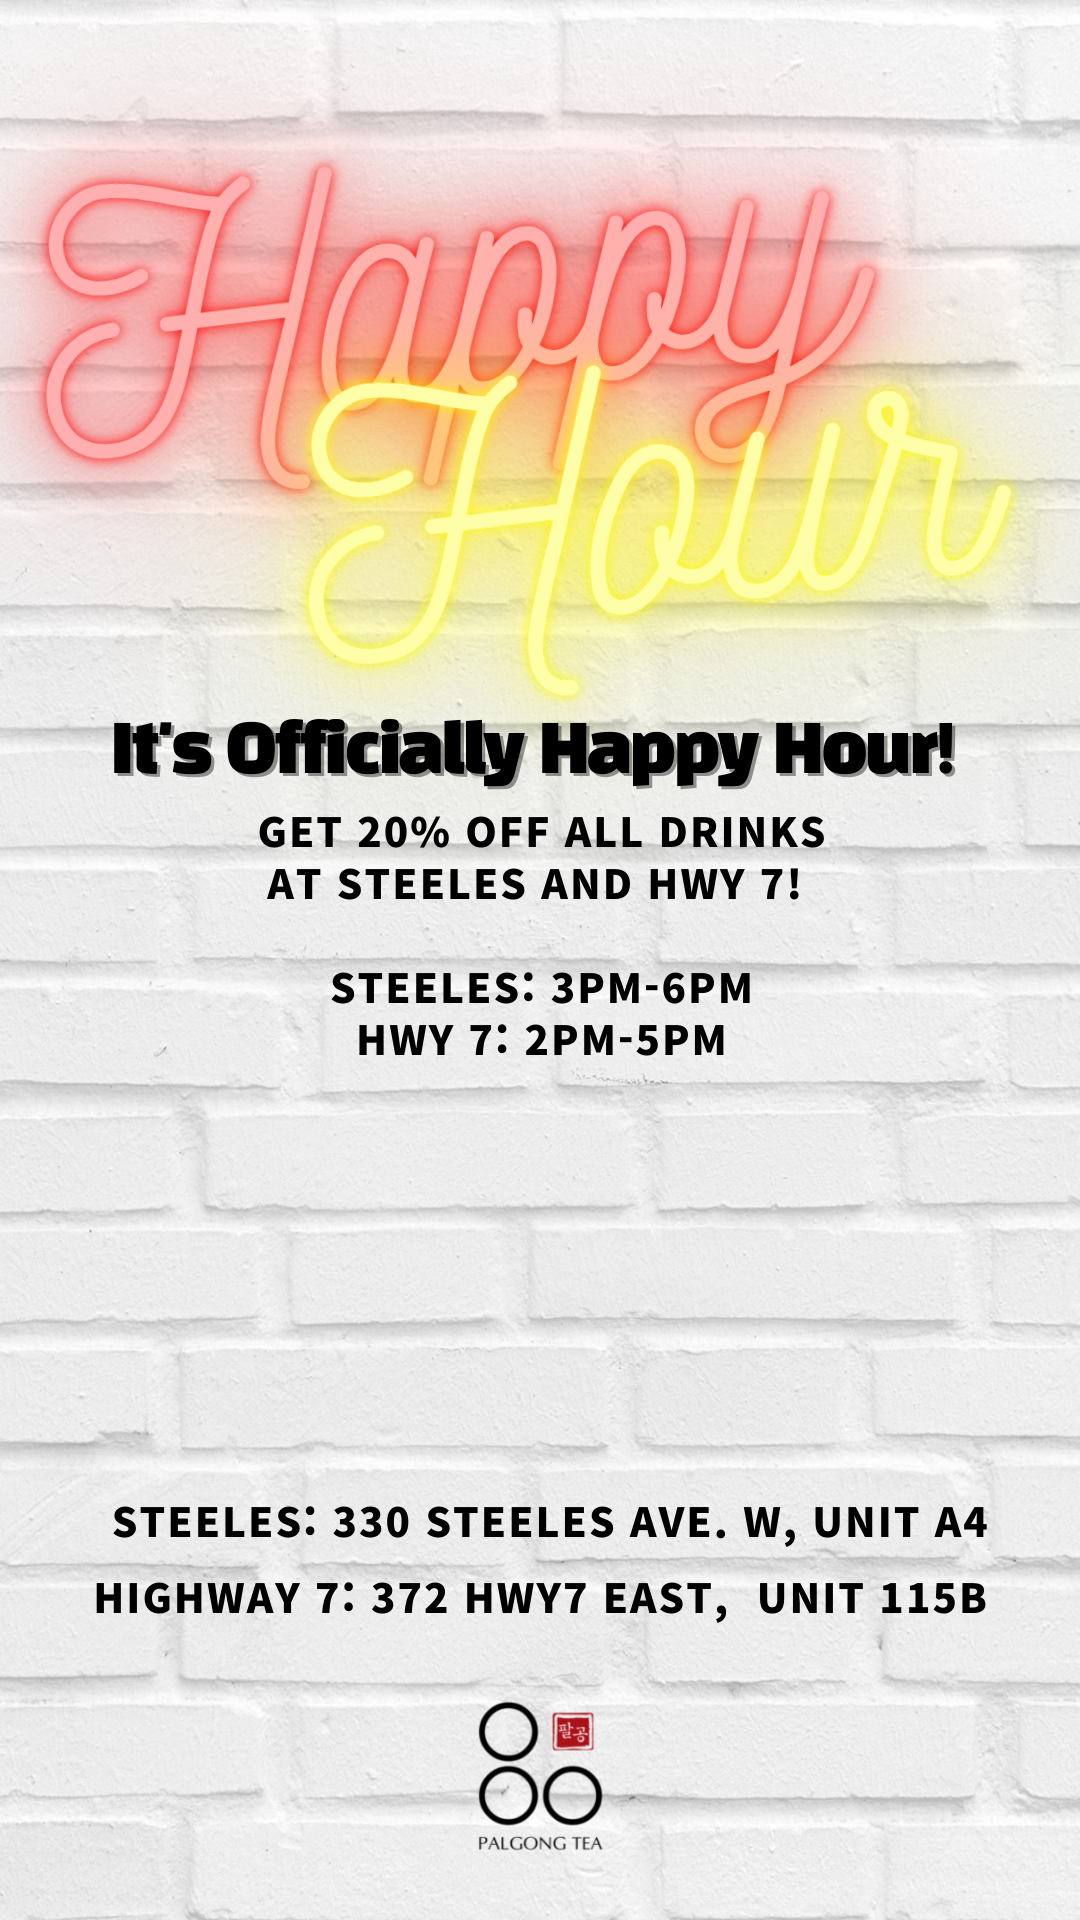 Happy
Hour
It's Officially Happy Hour!
GET 20% OFF ALL DRINKS
AT STEELES AND HWY 7!
STEELES: 3PM-6PM
HWY 7: 2PM-5PM
STEELES: 330 STEELES AVE. W, UNIT A4
HIGHWAY 7: 372 HWY7 EAST, UNIT 115B
팔공
PALGONG TEA